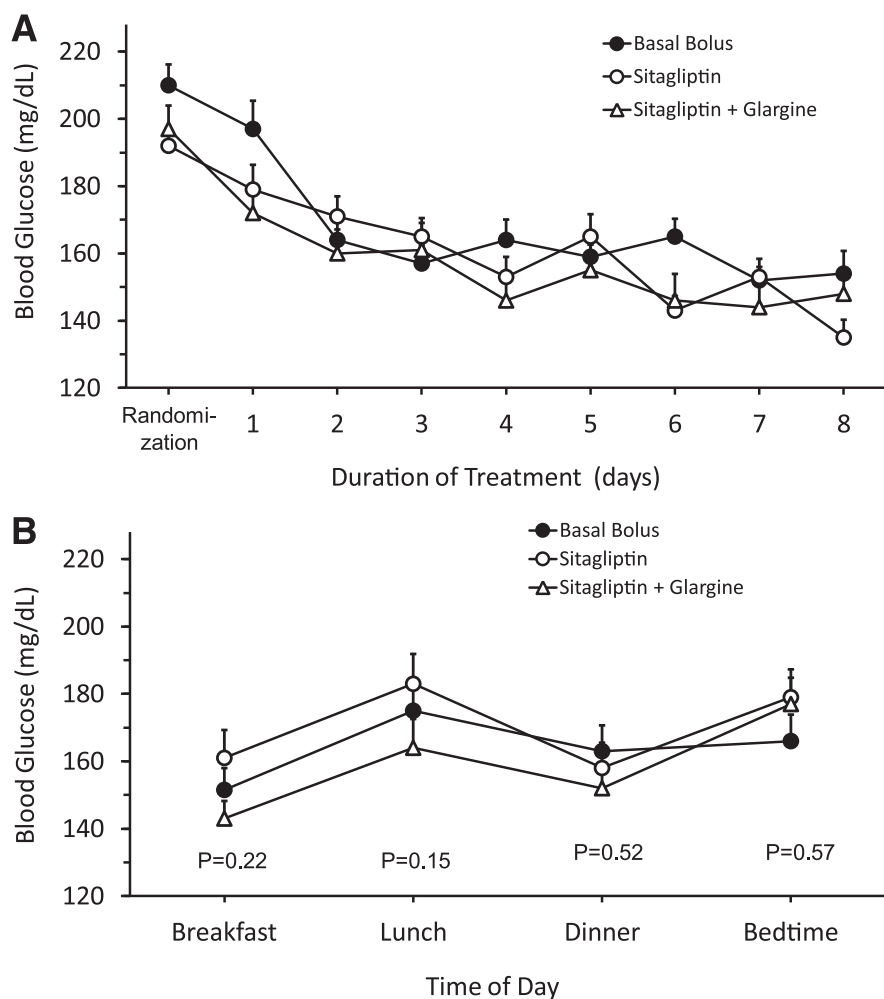 A
Basal Bolus
Sitagliptin
Sitagliptin + Glargine
Blood Glucose (mg/dL)
220
200
180
160
140
120
Randomi-
zation
1 2 3 4 5 6 7 8
Duration of Treatment (days)
B
Basal Bolus
Sitagliptin
Sitagliptin + Glargine
Blood Glucose (mg/dL)
220
200
180
160
140
120
P=0.22 P=0.15 P=0.52 P=0.57
Breakfast Lunch Dinner Bedtime
Time of Day